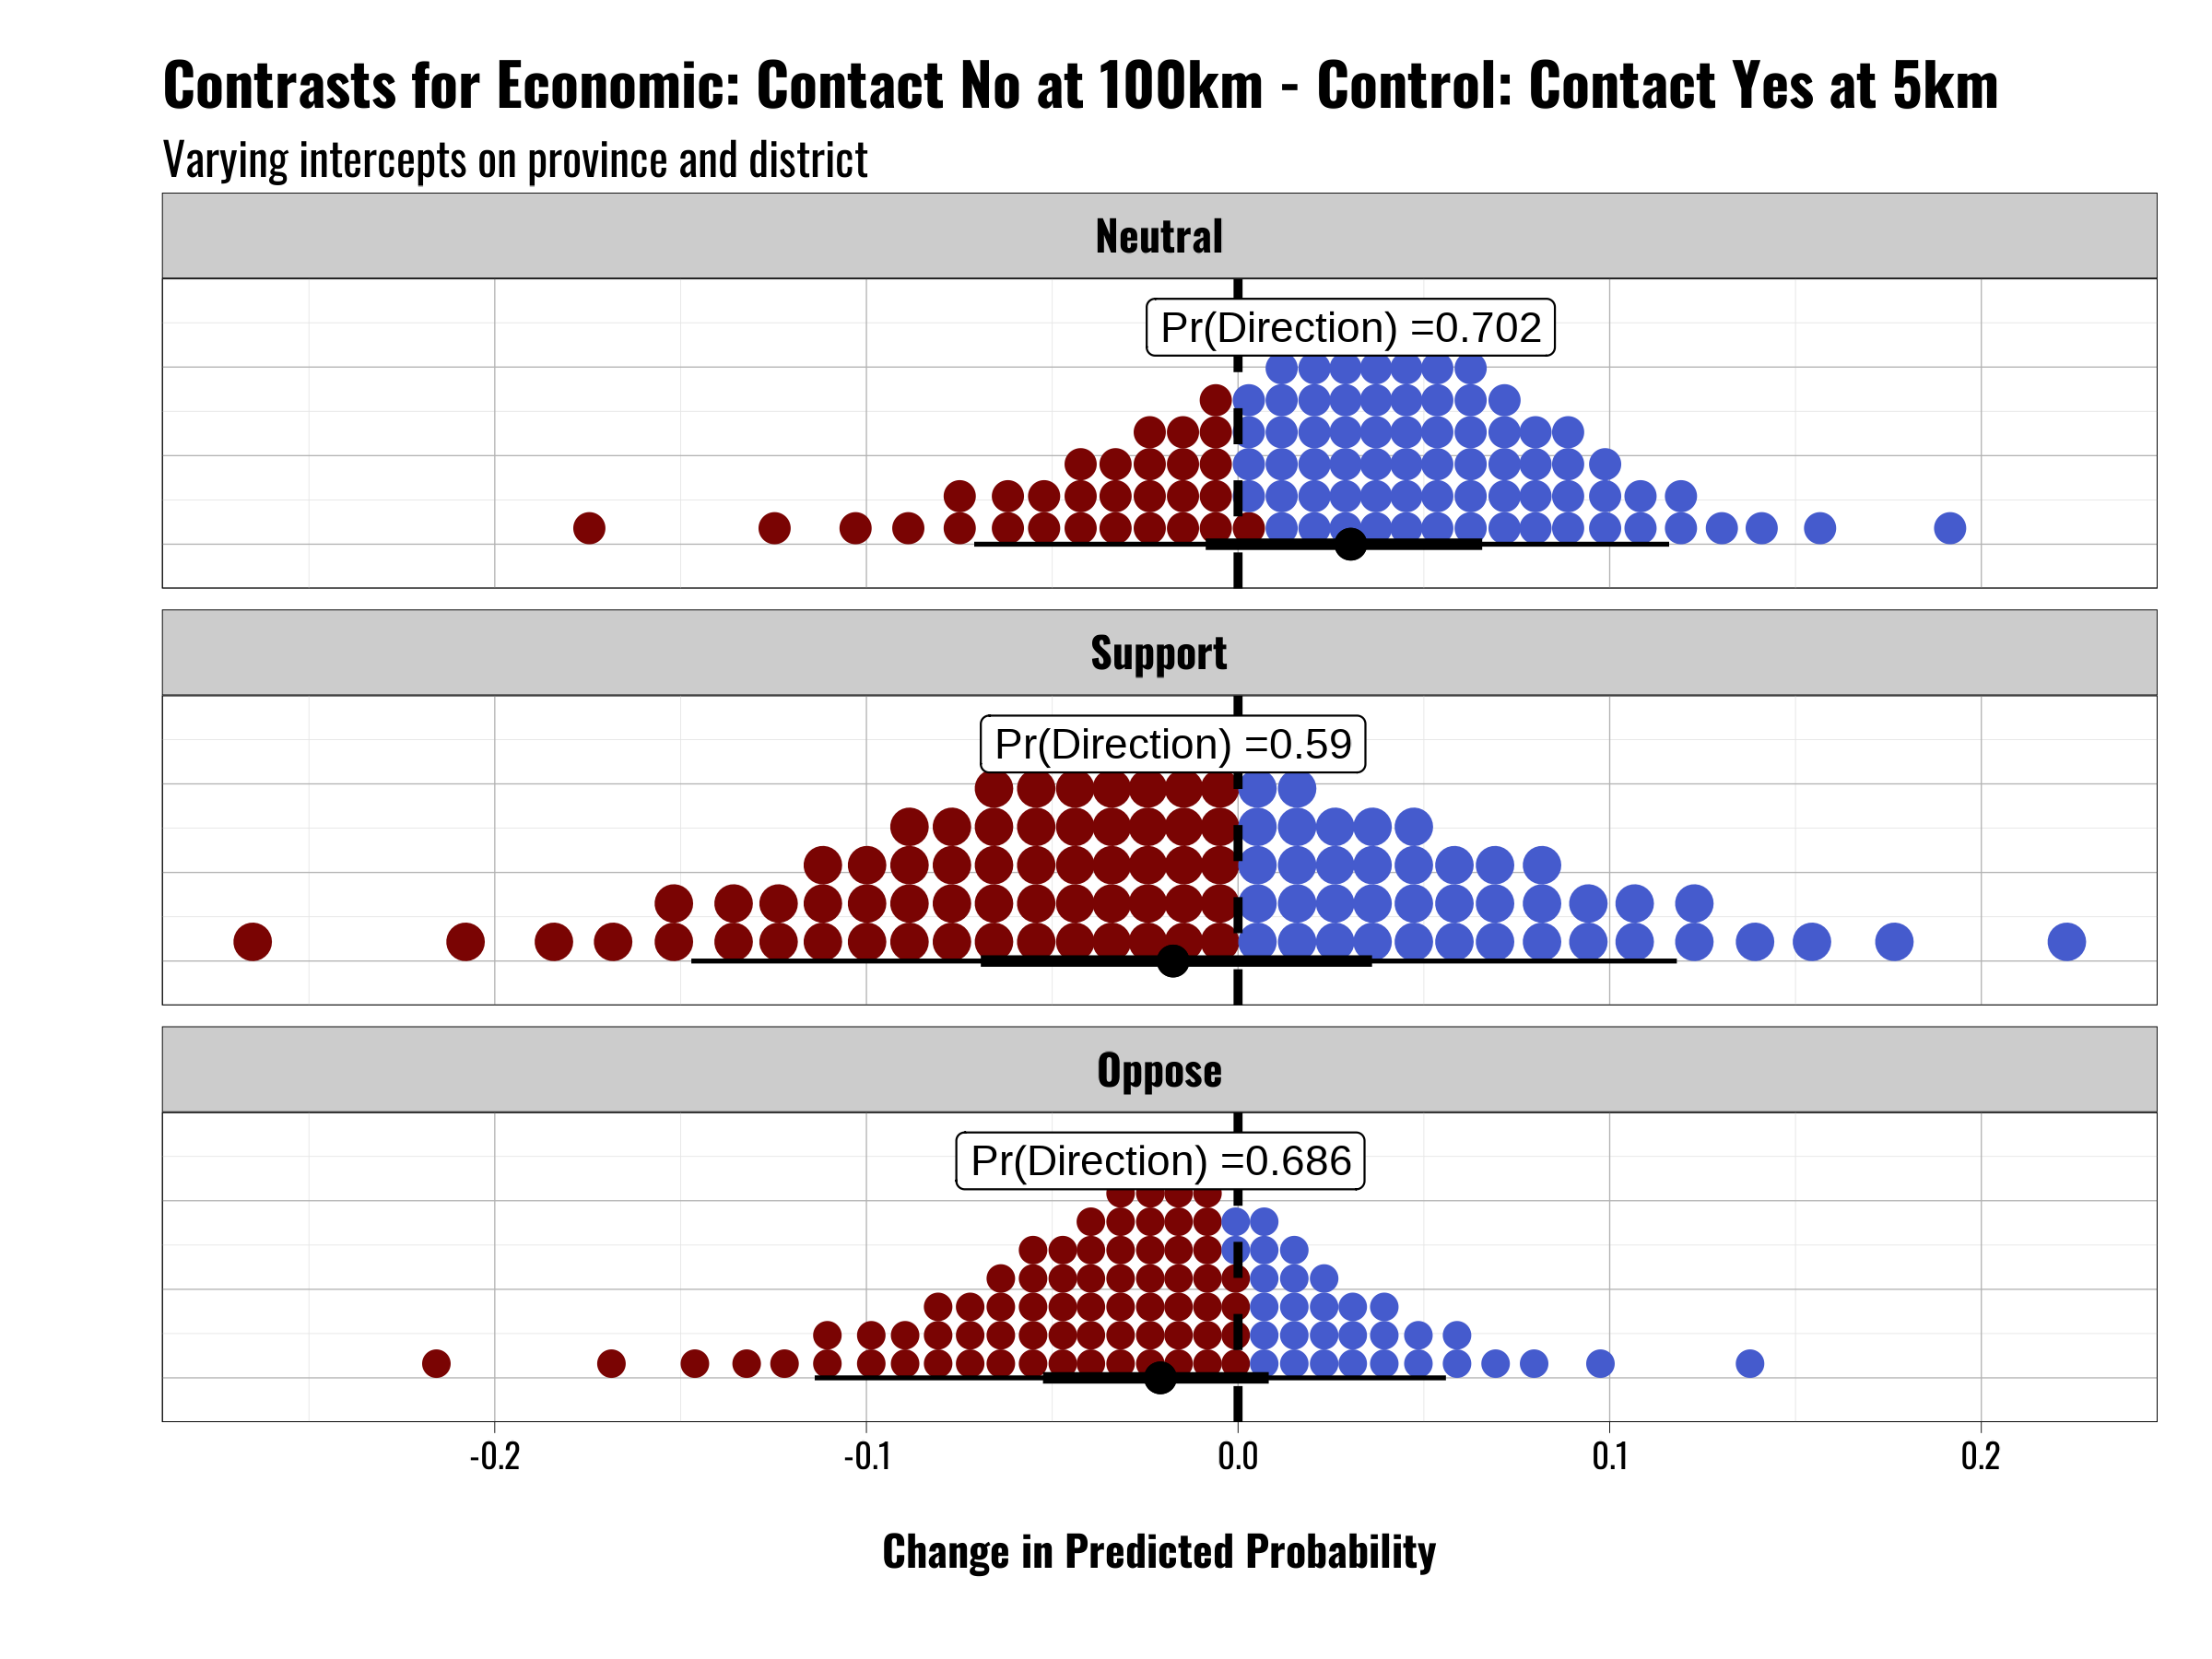 Contrasts for Economic: Contact No at 100km - Control: Contact Yes at 5km
Varying intercepts on province and district
Neutral
Pr(Direction) =0.702
Support
Pr(Direction) =0.59
Oppose
Pr(Direction) =0.686
-0.2 -0.1 0.0 0.1 0.2
Change in Predicted Probability